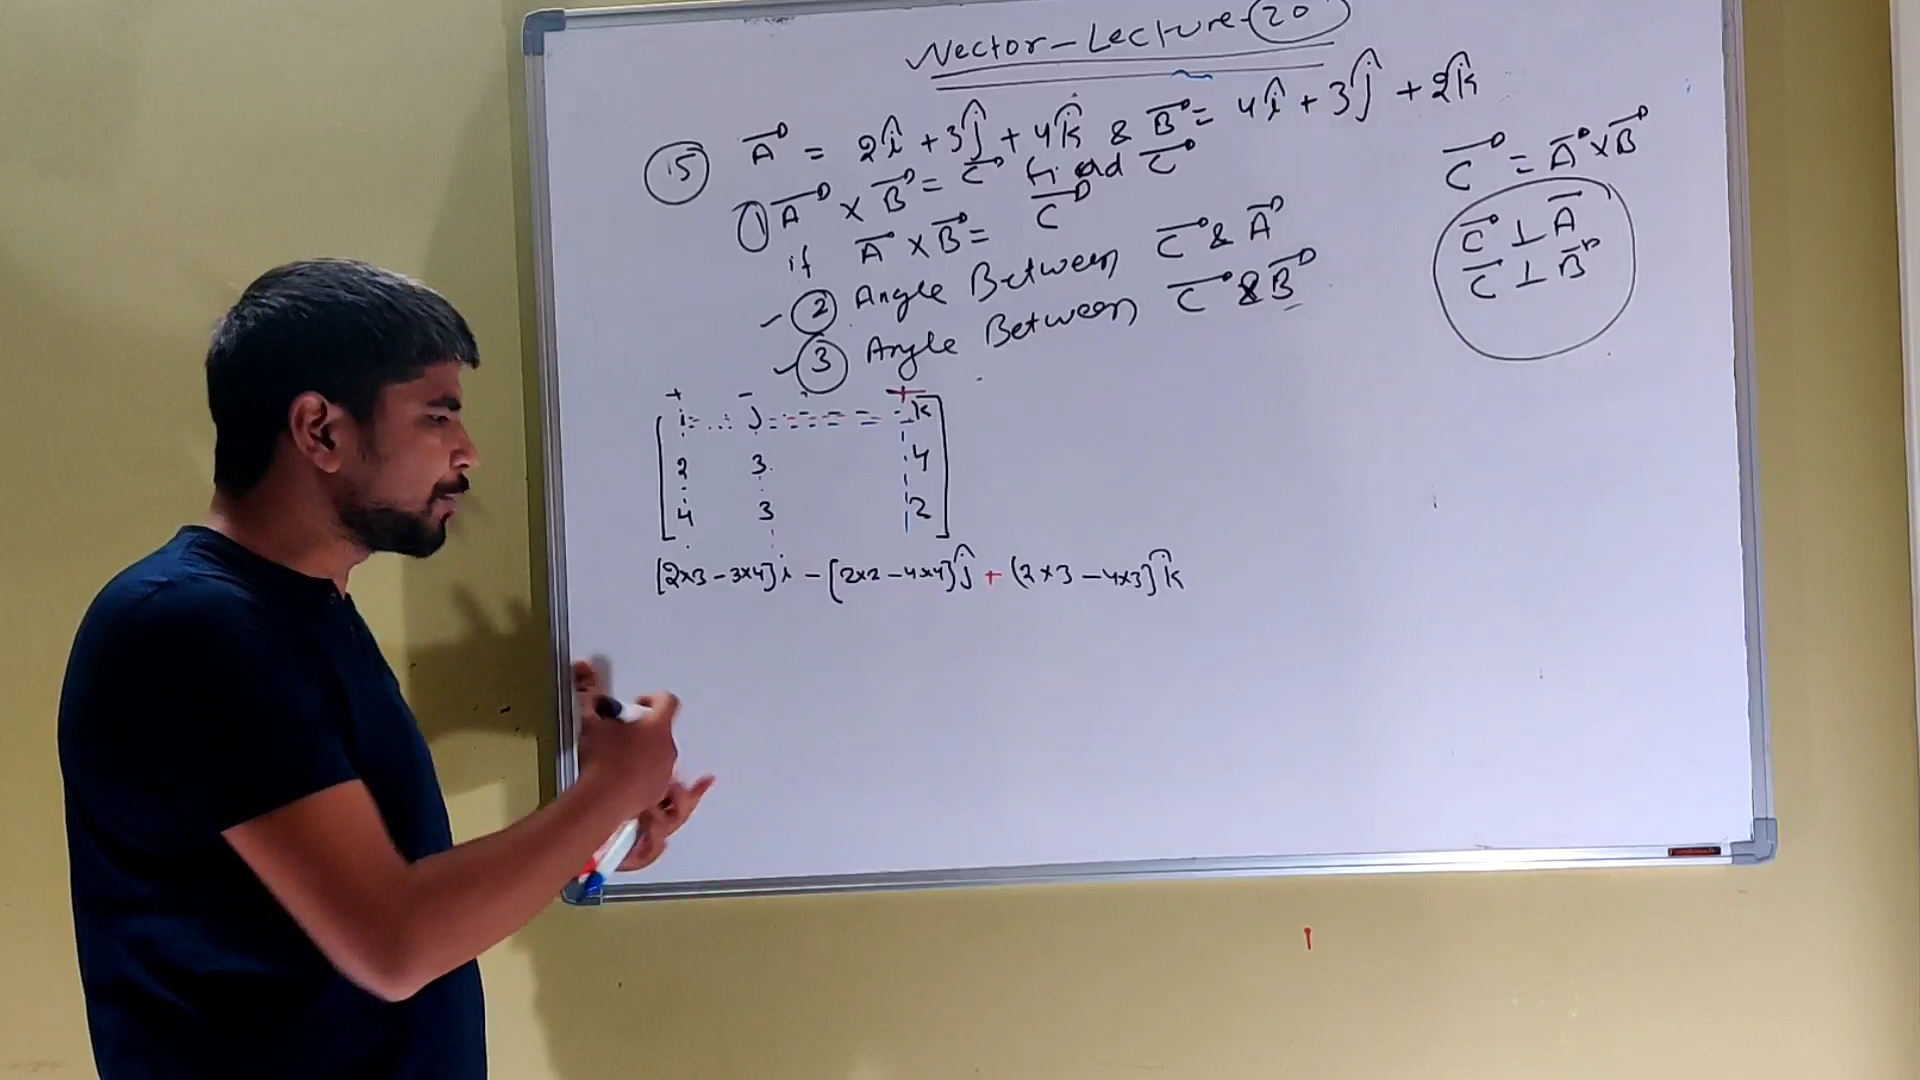 Vector-Lecture-20
15 A⃗ = 2î + 3ĵ + 4k̂ & B⃗ = 4î + 3ĵ + 2k̂
1) A⃗ × B⃗ = C⃗ find C⃗
if A⃗ × B⃗ = C⃗
- 2 Angle Between C⃗ & A⃗
- 3 Angle Between C⃗ & B⃗
C⃗ = A⃗ × B⃗
C⃗ ⊥ A⃗
C⃗ ⊥ B⃗
+ - +
i j k
2 3 4
4 3 2
[2×3 - 3×4] i - [2×2 - 4×4] ĵ + (2×3 - 4×3] k̂